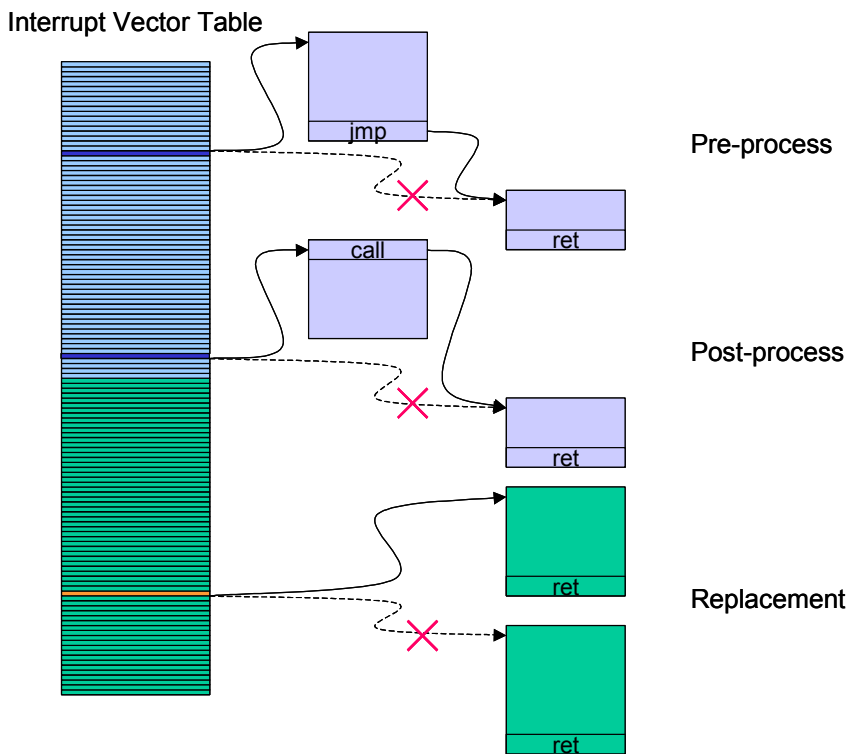 Interrupt Vector Table
jmp
Pre-process
ret
call
Post-process
ret
ret
Replacement
ret